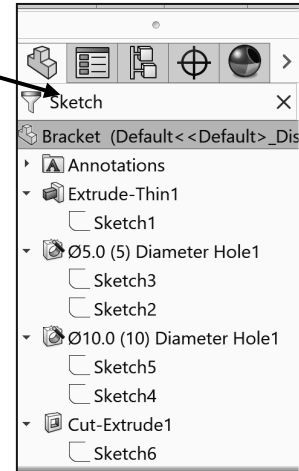 Sketch
Bracket (Default<<Default>_Dis
Annotations
Extrude-Thin1
Sketch1
Ø5.0 (5) Diameter Hole1
Sketch3
Sketch2
Ø10.0 (10) Diameter Hole1
Sketch5
Sketch4
Cut-Extrude1
Sketch6